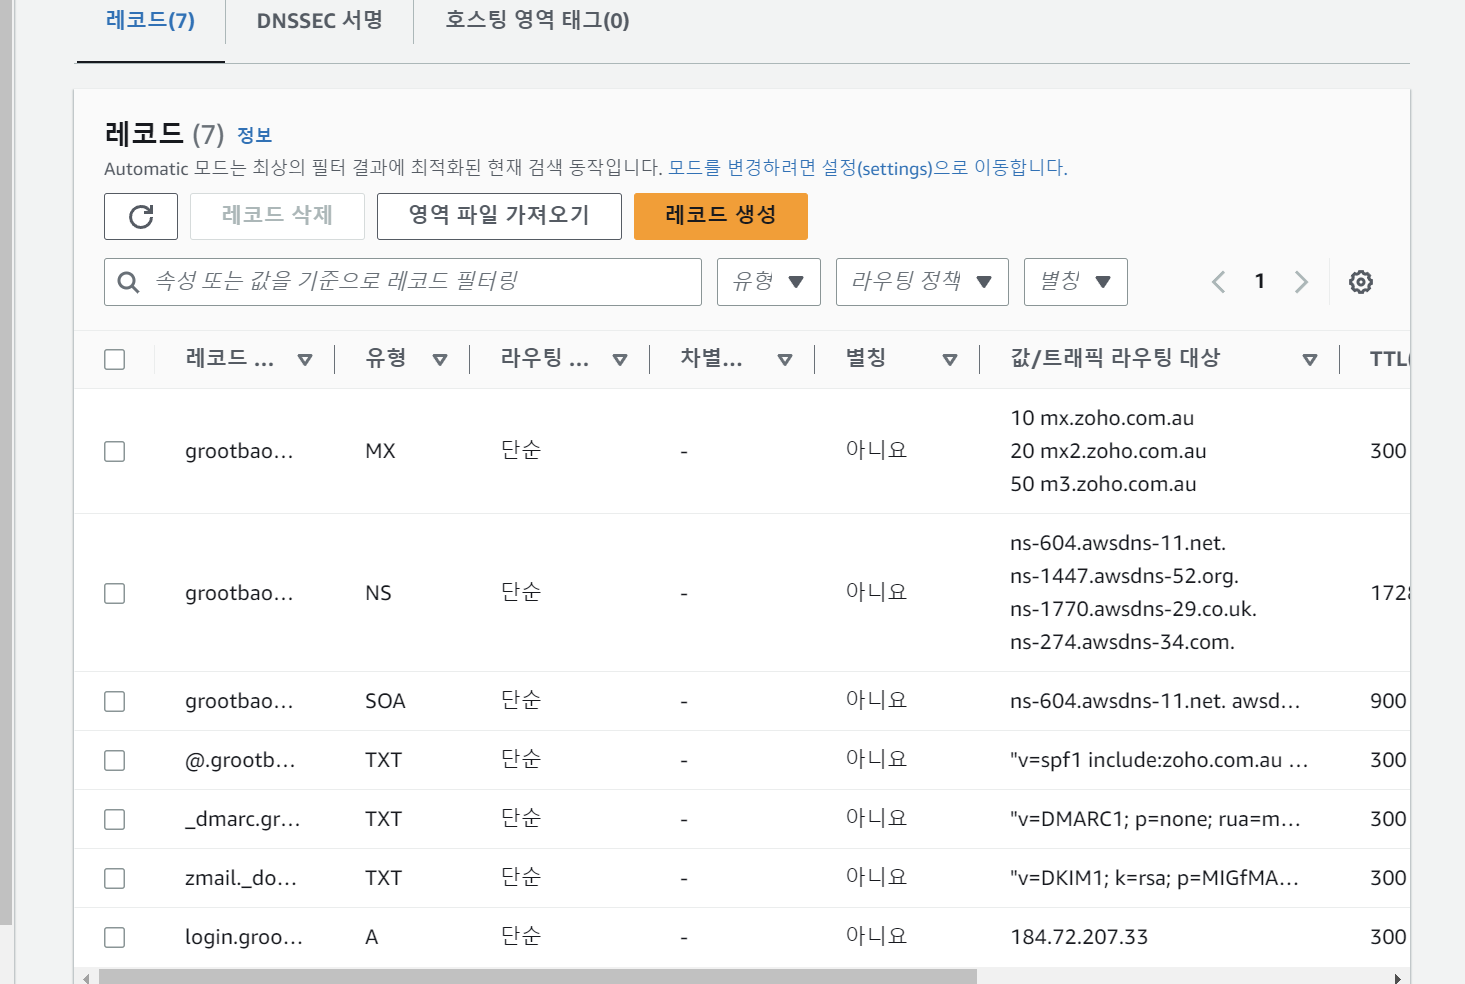 레코드(7)
DNSSEC 서명
호스팅 영역 태그(0)
레코드 (7) 정보
Automatic 모드는 최상의 필터 결과에 최적화된 현재 검색 동작입니다. 모드를 변경하려면 설정(settings)으로 이동합니다.
레코드 삭제
영역 파일 가져오기
레코드 생성
속성 또는 값을 기준으로 레코드 필터링
유형
라우팅 정책
별칭
1
레코드 ... 유형 라우팅 ... 차별... 별칭 값/트래픽 라우팅 대상 TTL(
grootbao... MX 단순 - 아니요
10 mx.zoho.com.au
20 mx2.zoho.com.au
50 m3.zoho.com.au
300
grootbao... NS 단순 - 아니요
ns-604.awsdns-11.net.
ns-1447.awsdns-52.org.
ns-1770.awsdns-29.co.uk.
ns-274.awsdns-34.com.
1728
grootbao... SOA 단순 - 아니요 ns-604.awsdns-11.net. awsd... 900
@.grootb... TXT 단순 - 아니요 "v=spf1 include:zoho.com.au ... 300
_dmarc.gr... TXT 단순 - 아니요 "v=DMARC1; p=none; rua=m... 300
zmail._do... TXT 단순 - 아니요 "v=DKIM1; k=rsa; p=MIGfMA... 300
login.groo... A 단순 - 아니요 184.72.207.33 300